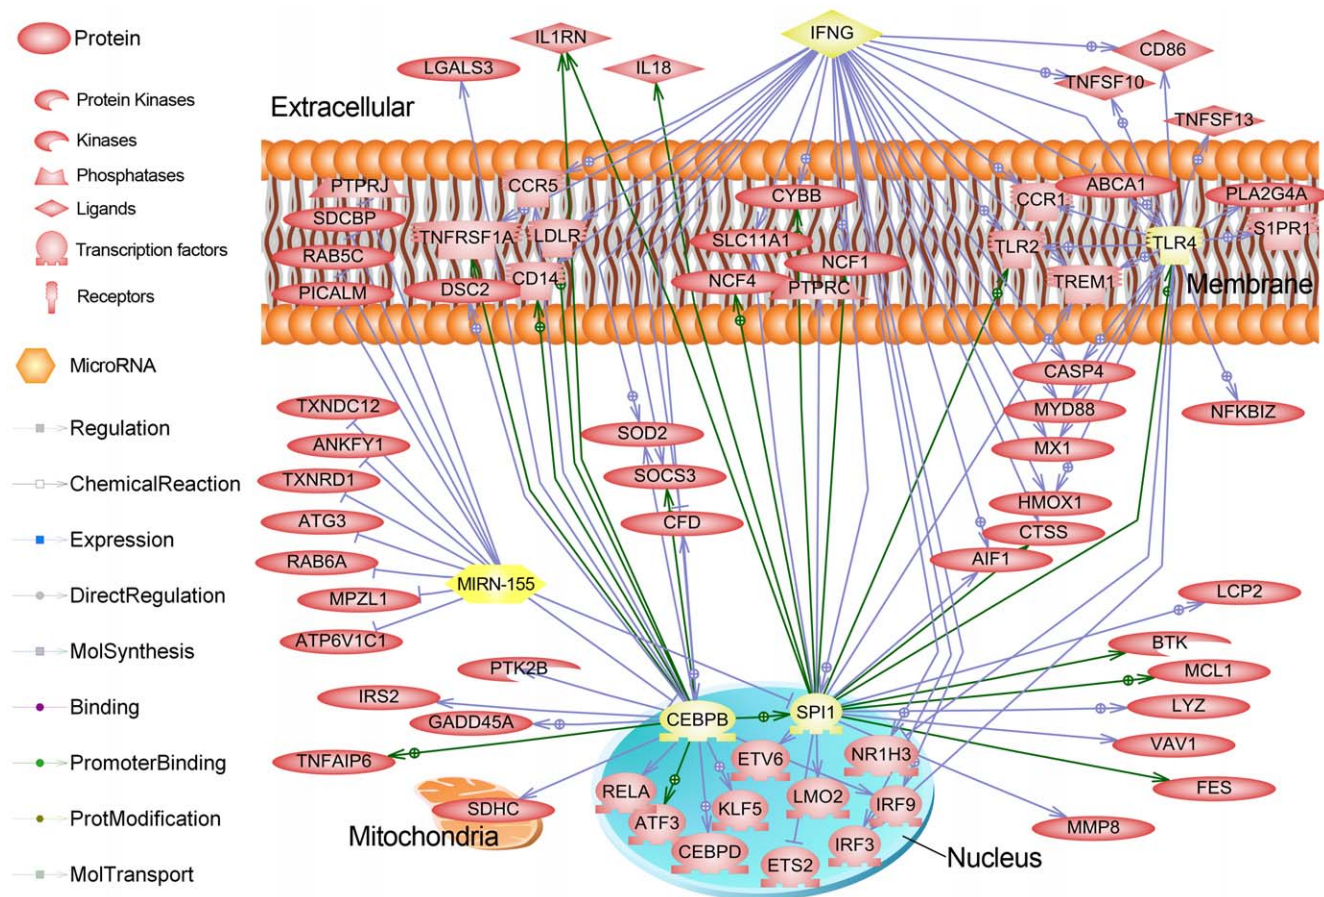 Protein
Protein Kinases
Kinases
Phosphatases
Ligands
Transcription factors
Receptors
MicroRNA
Regulation
ChemicalReaction
Expression
DirectRegulation
MolSynthesis
Binding
PromoterBinding
ProtModification
MolTransport
Extracellular
LGALS3
IL1RN
IL18
IFNG
CD86
TNFSF10
TNFSF13
PTPRJ
SDCBP
RAB5C
PICALM
CCR5
TNFRSF1A
LDLR
CD14
DSC2
CYBB
SLC11A1
NCF1
NCF4
PTPRC
ABCA1
CCR1
TLR2
TREM1
PLA2G4A
S1PR1
TLR4
Membrane
CASP4
MYD88
MX1
HMOX1
CTSS
AIF1
NFKBIZ
TXNDC12
ANKFY1
TXNRD1
ATG3
RAB6A
MPZL1
ATP6V1C1
MIRN-155
SOD2
SOCS3
CFD
LCP2
BTK
MCL1
LYZ
VAV1
FES
MMP8
PTK2B
IRS2
GADD45A
TNFAIP6
SDHC
Mitochondria
CEBPB
SPI1
ETV6
NR1H3
RELA
ATF3
KLF5
LMO2
IRF9
CEBPD
ETS2
IRF3
Nucleus